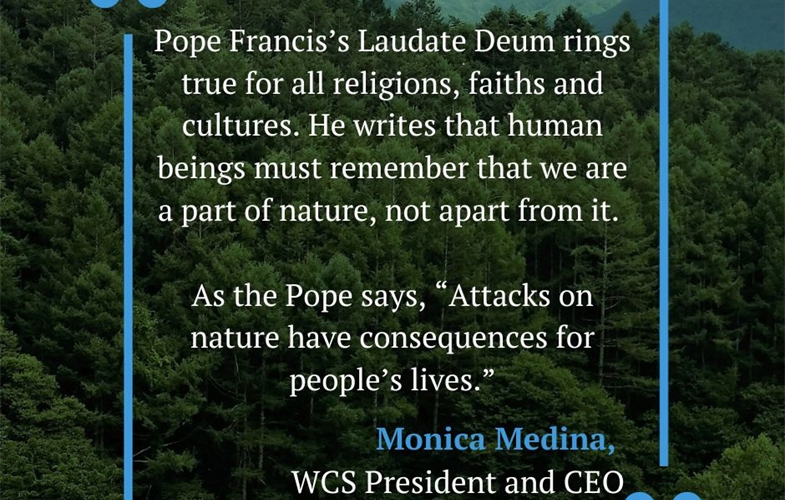 Pope Francis’s Laudate Deum rings
true for all religions, faiths and
cultures. He writes that human
beings must remember that we are
a part of nature, not apart from it.
As the Pope says, “Attacks on
nature have consequences for
people’s lives.”
Monica Medina,
WCS President and CEO